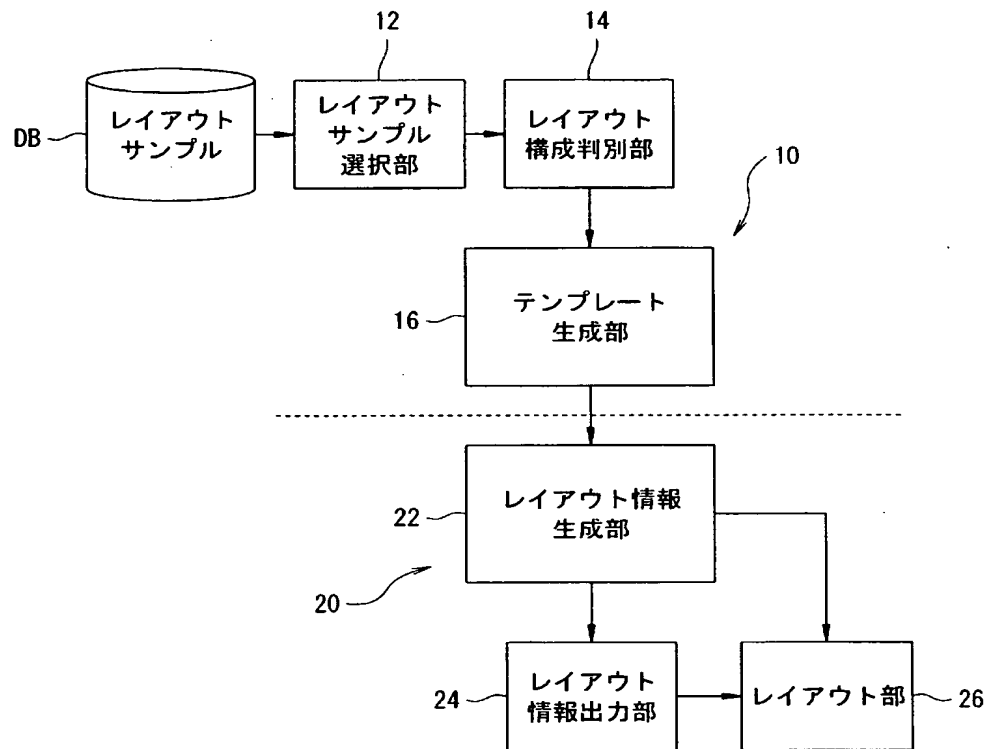 12
14
DB
レイアウト
サンプル
レイアウト
サンプル
選択部
レイアウト
構成判別部
10
16
テンプレート
生成部
22
レイアウト情報
生成部
20
24
レイアウト
情報出力部
レイアウト部
26